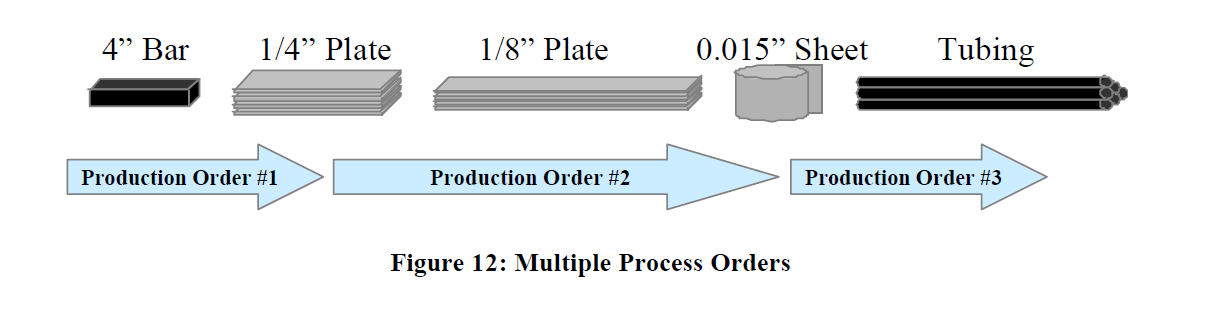 4” Bar 1/4” Plate 1/8” Plate 0.015” Sheet Tubing
Production Order #1 Production Order #2 Production Order #3
Figure 12: Multiple Process Orders